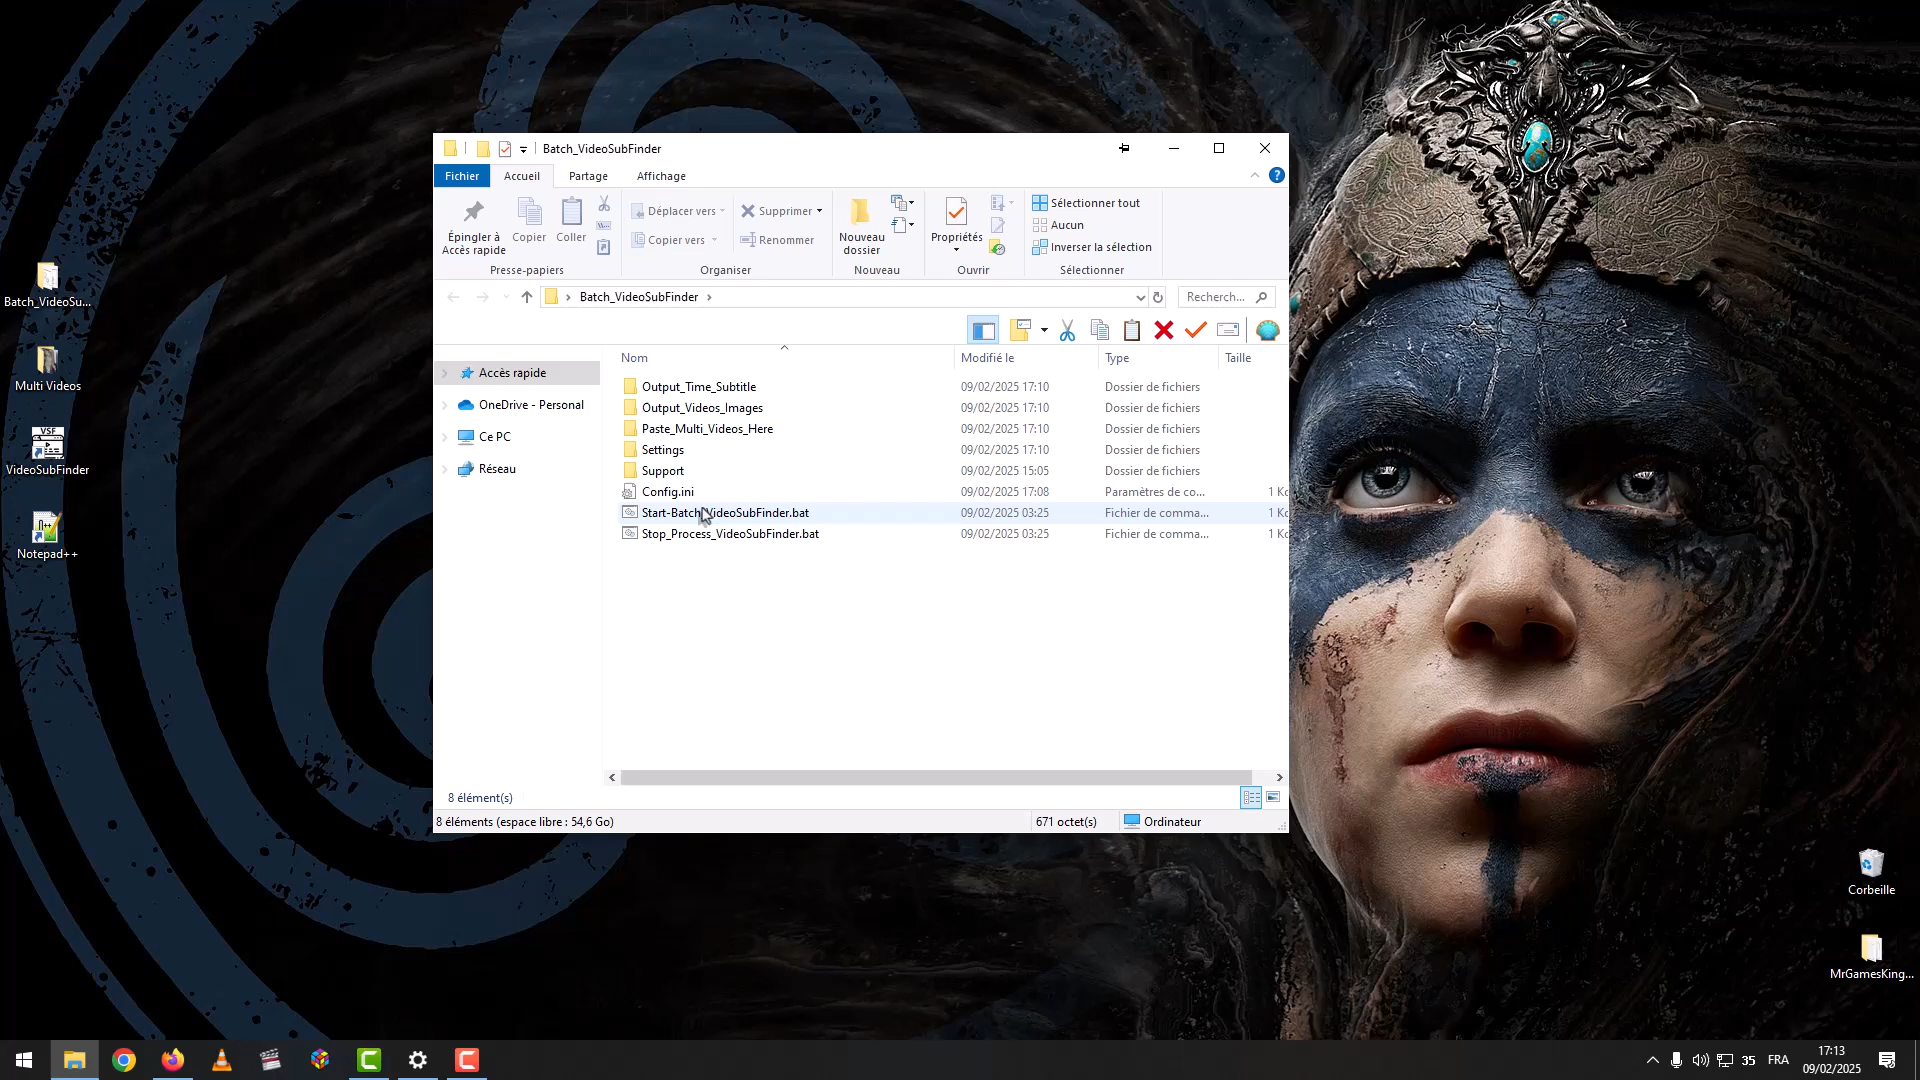 Batch_VideoSubFinder
Fichier
Accueil
Partage
Affichage
Épingler à
Accès rapide
Copier
Coller
Déplacer vers
Copier vers
Supprimer
Renommer
Nouveau
dossier
Propriétés
Sélectionner tout
Aucun
Inverser la sélection
Presse-papiers
Organiser
Nouveau
Ouvrir
Sélectionner
Batch_VideoSubFinder
Recherch...
Nom
Modifié le
Type
Taille
Accès rapide
OneDrive - Personal
Ce PC
Réseau
Output_Time_Subtitle 09/02/2025 17:10 Dossier de fichiers
Output_Videos_Images 09/02/2025 17:10 Dossier de fichiers
Paste_Multi_Videos_Here 09/02/2025 17:10 Dossier de fichiers
Settings 09/02/2025 17:10 Dossier de fichiers
Support 09/02/2025 15:05 Dossier de fichiers
Config.ini 09/02/2025 17:08 Paramètres de co... 1 Kc
Start-Batch_VideoSubFinder.bat 09/02/2025 03:25 Fichier de comma... 1 Kc
Stop_Process_VideoSubFinder.bat 09/02/2025 03:25 Fichier de comma... 1 Kc
8 élément(s)
8 éléments (espace libre : 54,6 Go)
671 octet(s)
Ordinateur
Batch_VideoSu...
Multi Videos
VSF
VideoSubFinder
Notepad++
Corbeille
MrGamesKing...
35
FRA
17:13
09/02/2025